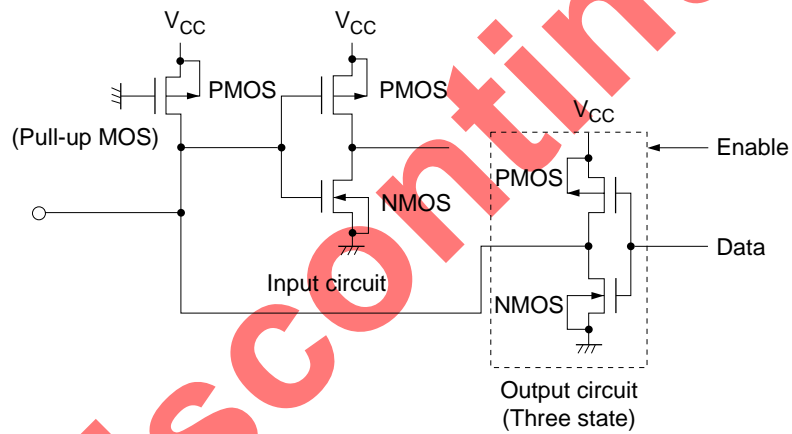 VCC
VCC
PMOS
PMOS
(Pull-up MOS)
VCC
Enable
PMOS
NMOS
Data
Input circuit
NMOS
Output circuit
(Three state)
discontin